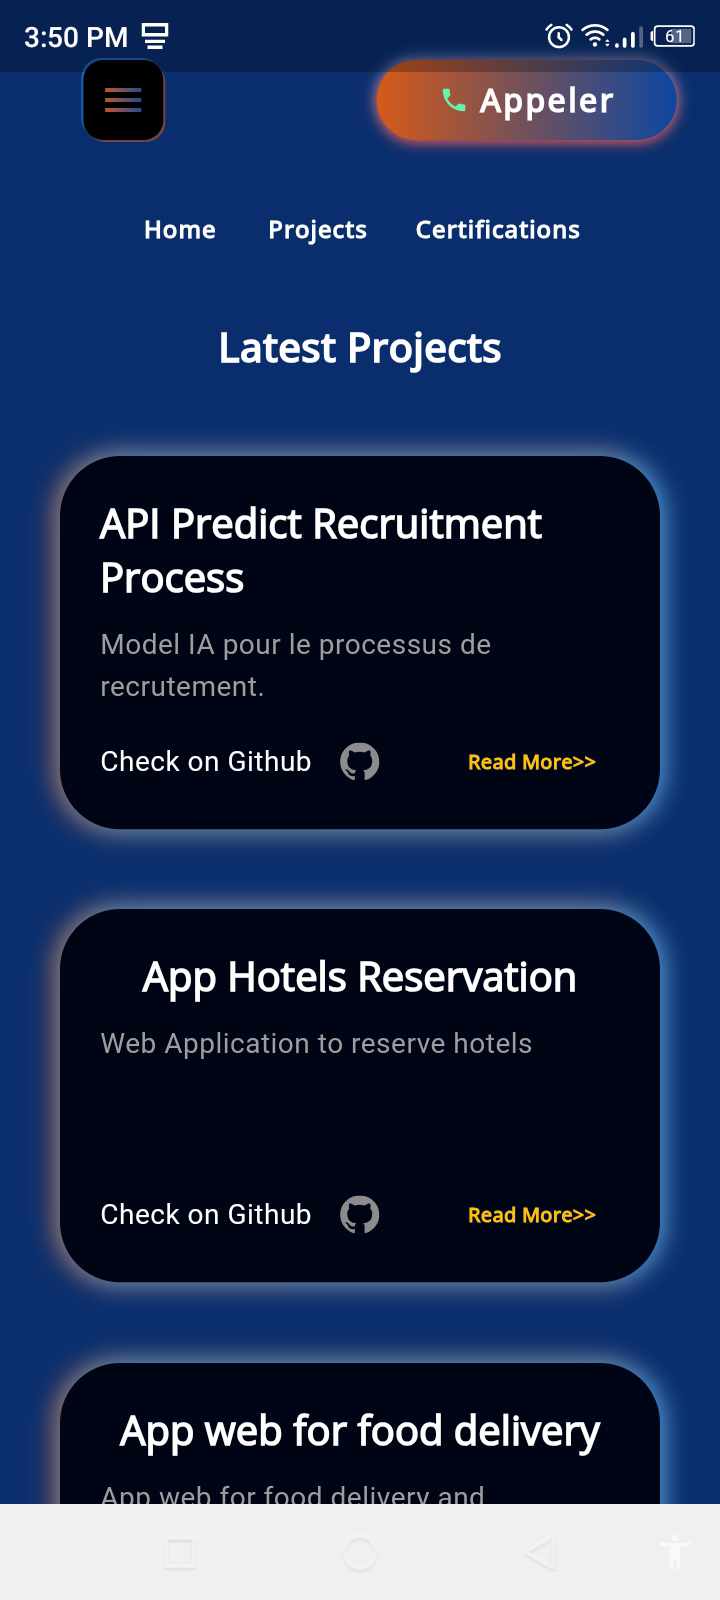 3:50 PM
61
Appeler
Home Projects Certifications
Latest Projects
API Predict Recruitment
Process
Model IA pour le processus de
recrutement.
Check on Github Read More>>
App Hotels Reservation
Web Application to reserve hotels
Check on Github Read More>>
App web for food delivery
App web for food delivery and